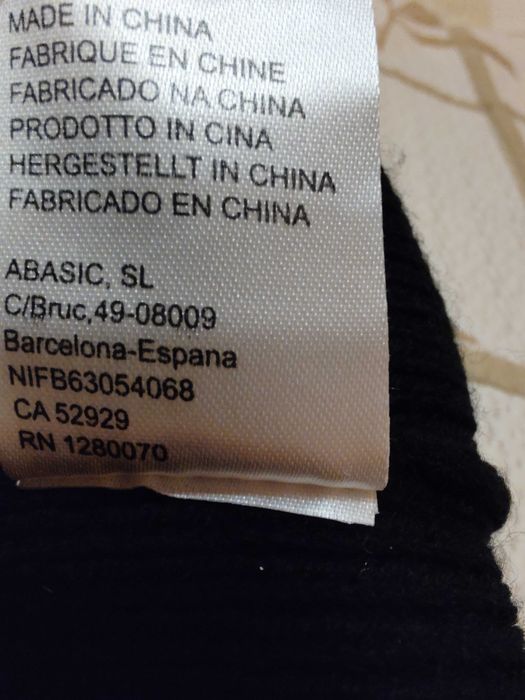 MADE IN CHINA
FABRIQUE EN CHINE
FABRICADO NA CHINA
PRODOTTO IN CINA
HERGESTELLT IN CHINA
FABRICADO EN CHINA
ABASIC, SL
C/Bruc,49-08009
Barcelona-Espana
NIFB63054068
CA 52929
RN 1280070